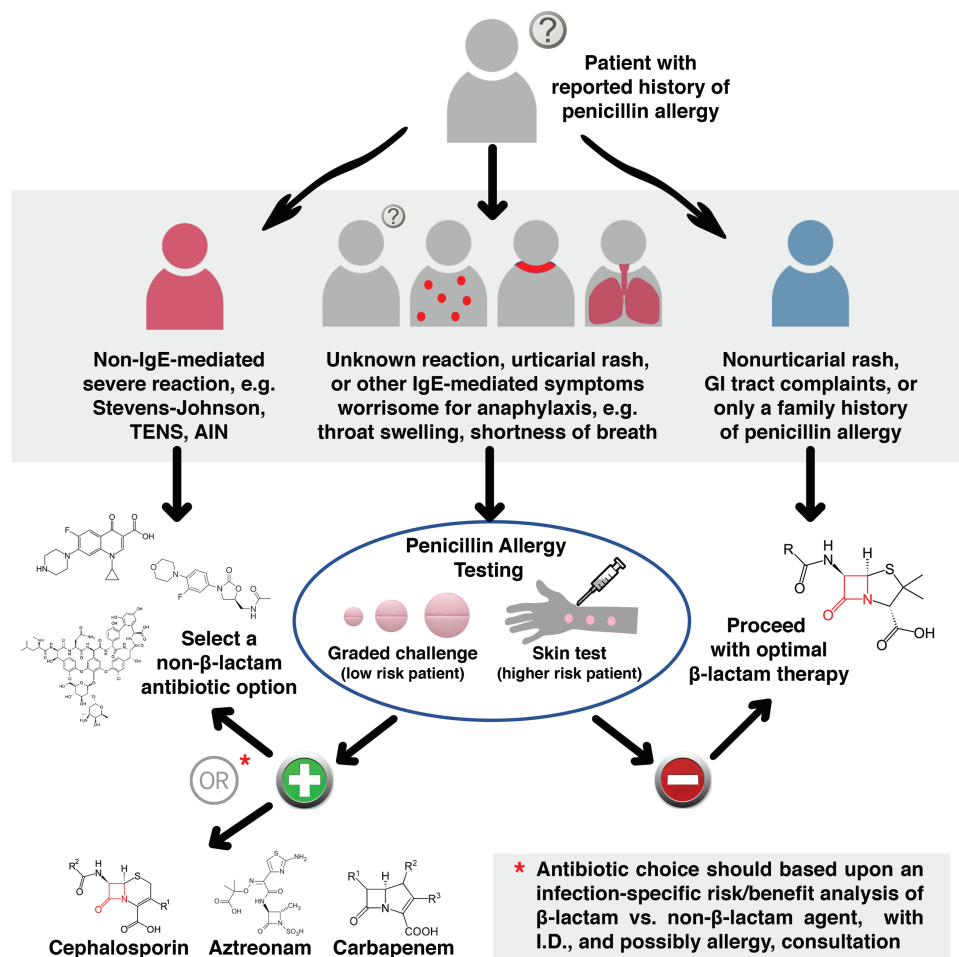 ?
Patient with
reported history of
penicillin allergy
?
Non-IgE-mediated
severe reaction, e.g.
Stevens-Johnson,
TENS, AIN
Unknown reaction, urticarial rash,
or other IgE-mediated symptoms
worrisome for anaphylaxis, e.g.
throat swelling, shortness of breath
Nonurticarial rash,
GI tract complaints, or
only a family history
of penicillin allergy
Select a
non-β-lactam
antibiotic option
Penicillin Allergy
Testing
Graded challenge
(low risk patient)
Skin test
(higher risk patient)
Proceed
with optimal
β-lactam therapy
OR *
Cephalosporin
Aztreonam
Carbapenem
* Antibiotic choice should based upon an
infection-specific risk/benefit analysis of
β-lactam vs. non-β-lactam agent, with
I.D., and possibly allergy, consultation